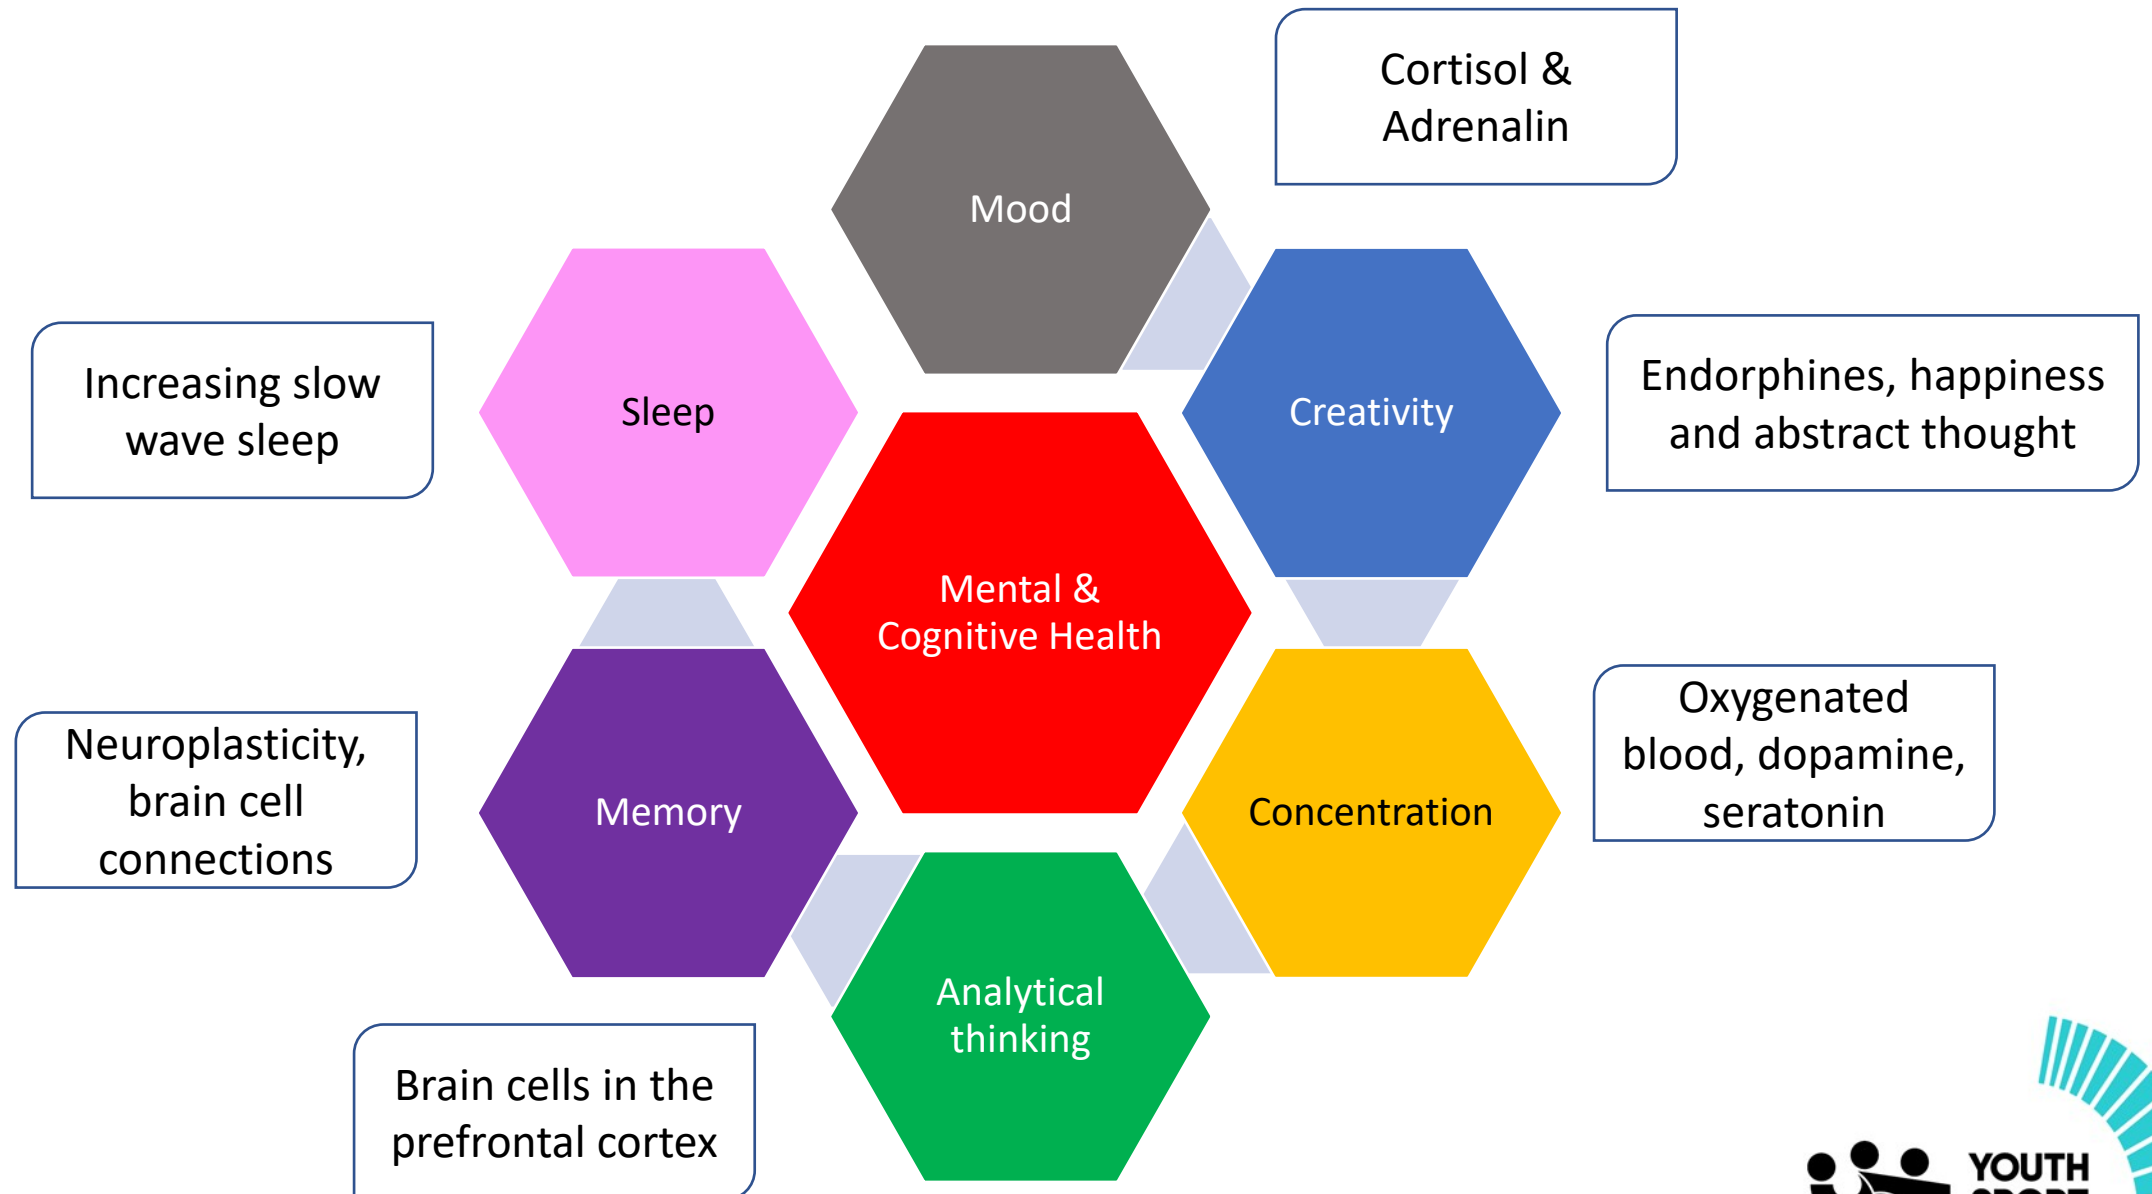 Cortisol &
Adrenalin
Mood
Creativity
Endorphines, happiness
and abstract thought
Sleep
Increasing slow
wave sleep
Mental &
Cognitive Health
Concentration
Oxygenated
blood, dopamine,
seratonin
Memory
Neuroplasticity,
brain cell
connections
Analytical
thinking
Brain cells in the
prefrontal cortex
YOUTH
SPORT